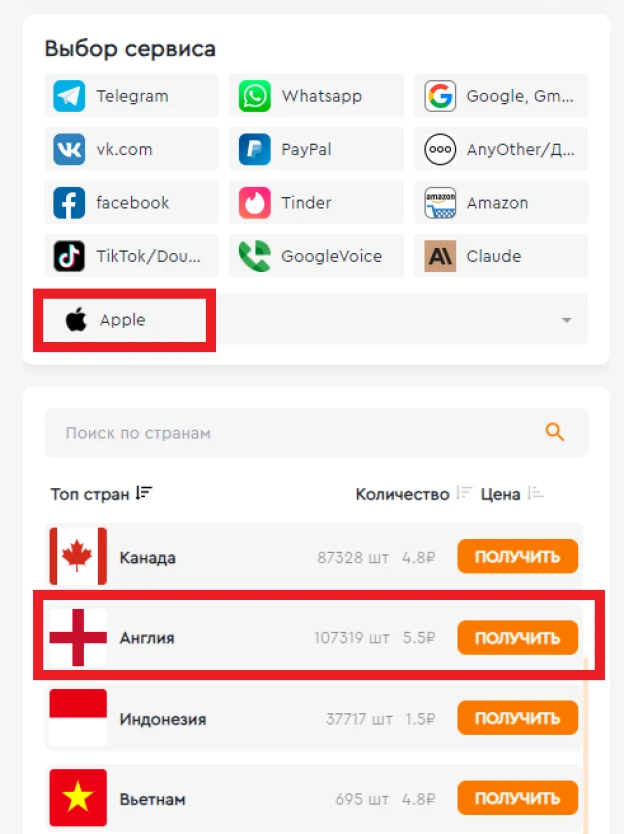 Выбор сервиса
Telegram Whatsapp Google, Gm...
vk.com PayPal AnyOther/Д...
facebook Tinder amazon Amazon
TikTok/Dou... GoogleVoice Claude
Apple
Поиск по странам
Топ стран Количество Цена
Канада 87328 шт 4.8₽ ПОЛУЧИТЬ
Англия 107319 шт 5.5₽ ПОЛУЧИТЬ
Индонезия 37717 шт 1.5₽ ПОЛУЧИТЬ
Вьетнам 695 шт 4.8₽ ПОЛУЧИТЬ